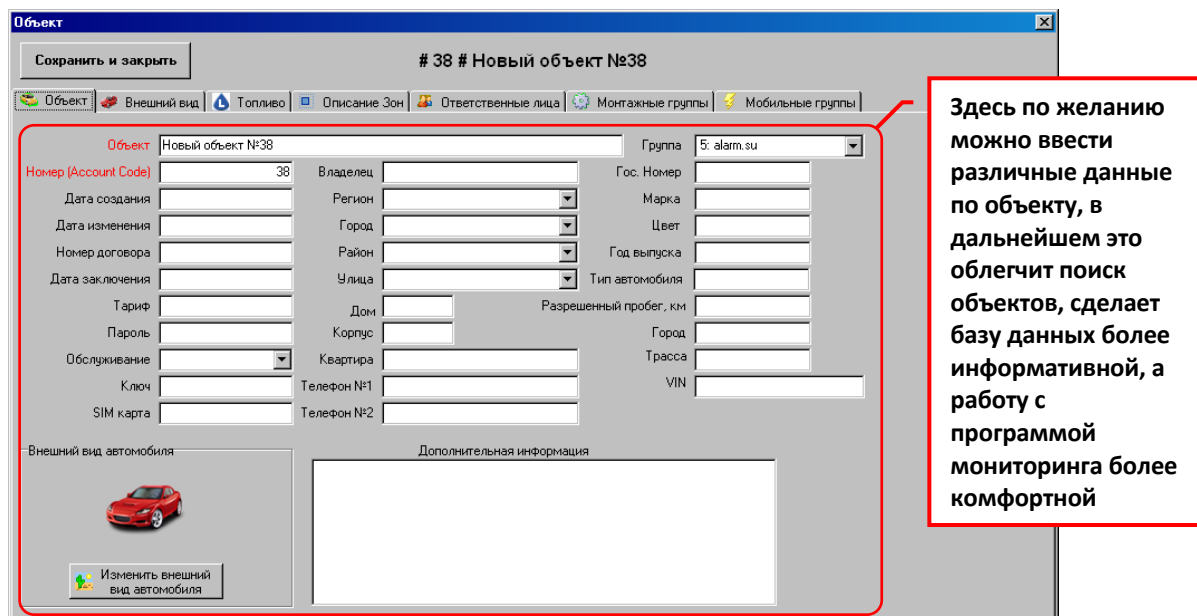 Объект
Сохранить и закрыть
# 38 # Новый объект №38
Объект Внешний вид Топливо Описание Зон Ответственные лица Монтажные группы Мобильные группы
Объект Новый объект №38 Группа 5: alarm.su
Номер (Account Code) 38 Владелец Гос. Номер
Дата создания Регион Марка
Дата изменения Город Цвет
Номер договора Район Год выпуска
Дата заключения Улица Тип автомобиля
Тариф Дом Разрешенный пробег, км
Пароль Корпус Город
Обслуживание Квартира Трасса
Ключ Телефон №1 VIN
SIM карта Телефон №2
Внешний вид автомобиля Дополнительная информация
Изменить внешний
вид автомобиля
Здесь по желанию
можно ввести
различные данные
по объекту, в
дальнейшем это
облегчит поиск
объектов, сделает
базу данных более
информативной, а
работу с
программой
мониторинга более
комфортной